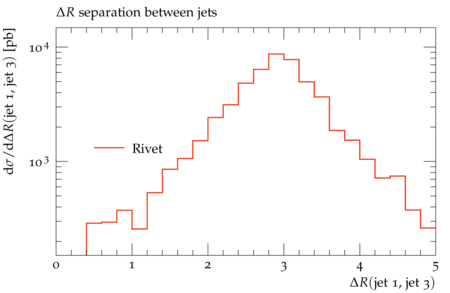 ΔR separation between jets
dσ/dΔR(jet 1, jet 3) [pb]
10⁴
10³
Rivet
0 1 2 3 4 5
ΔR(jet 1, jet 3)